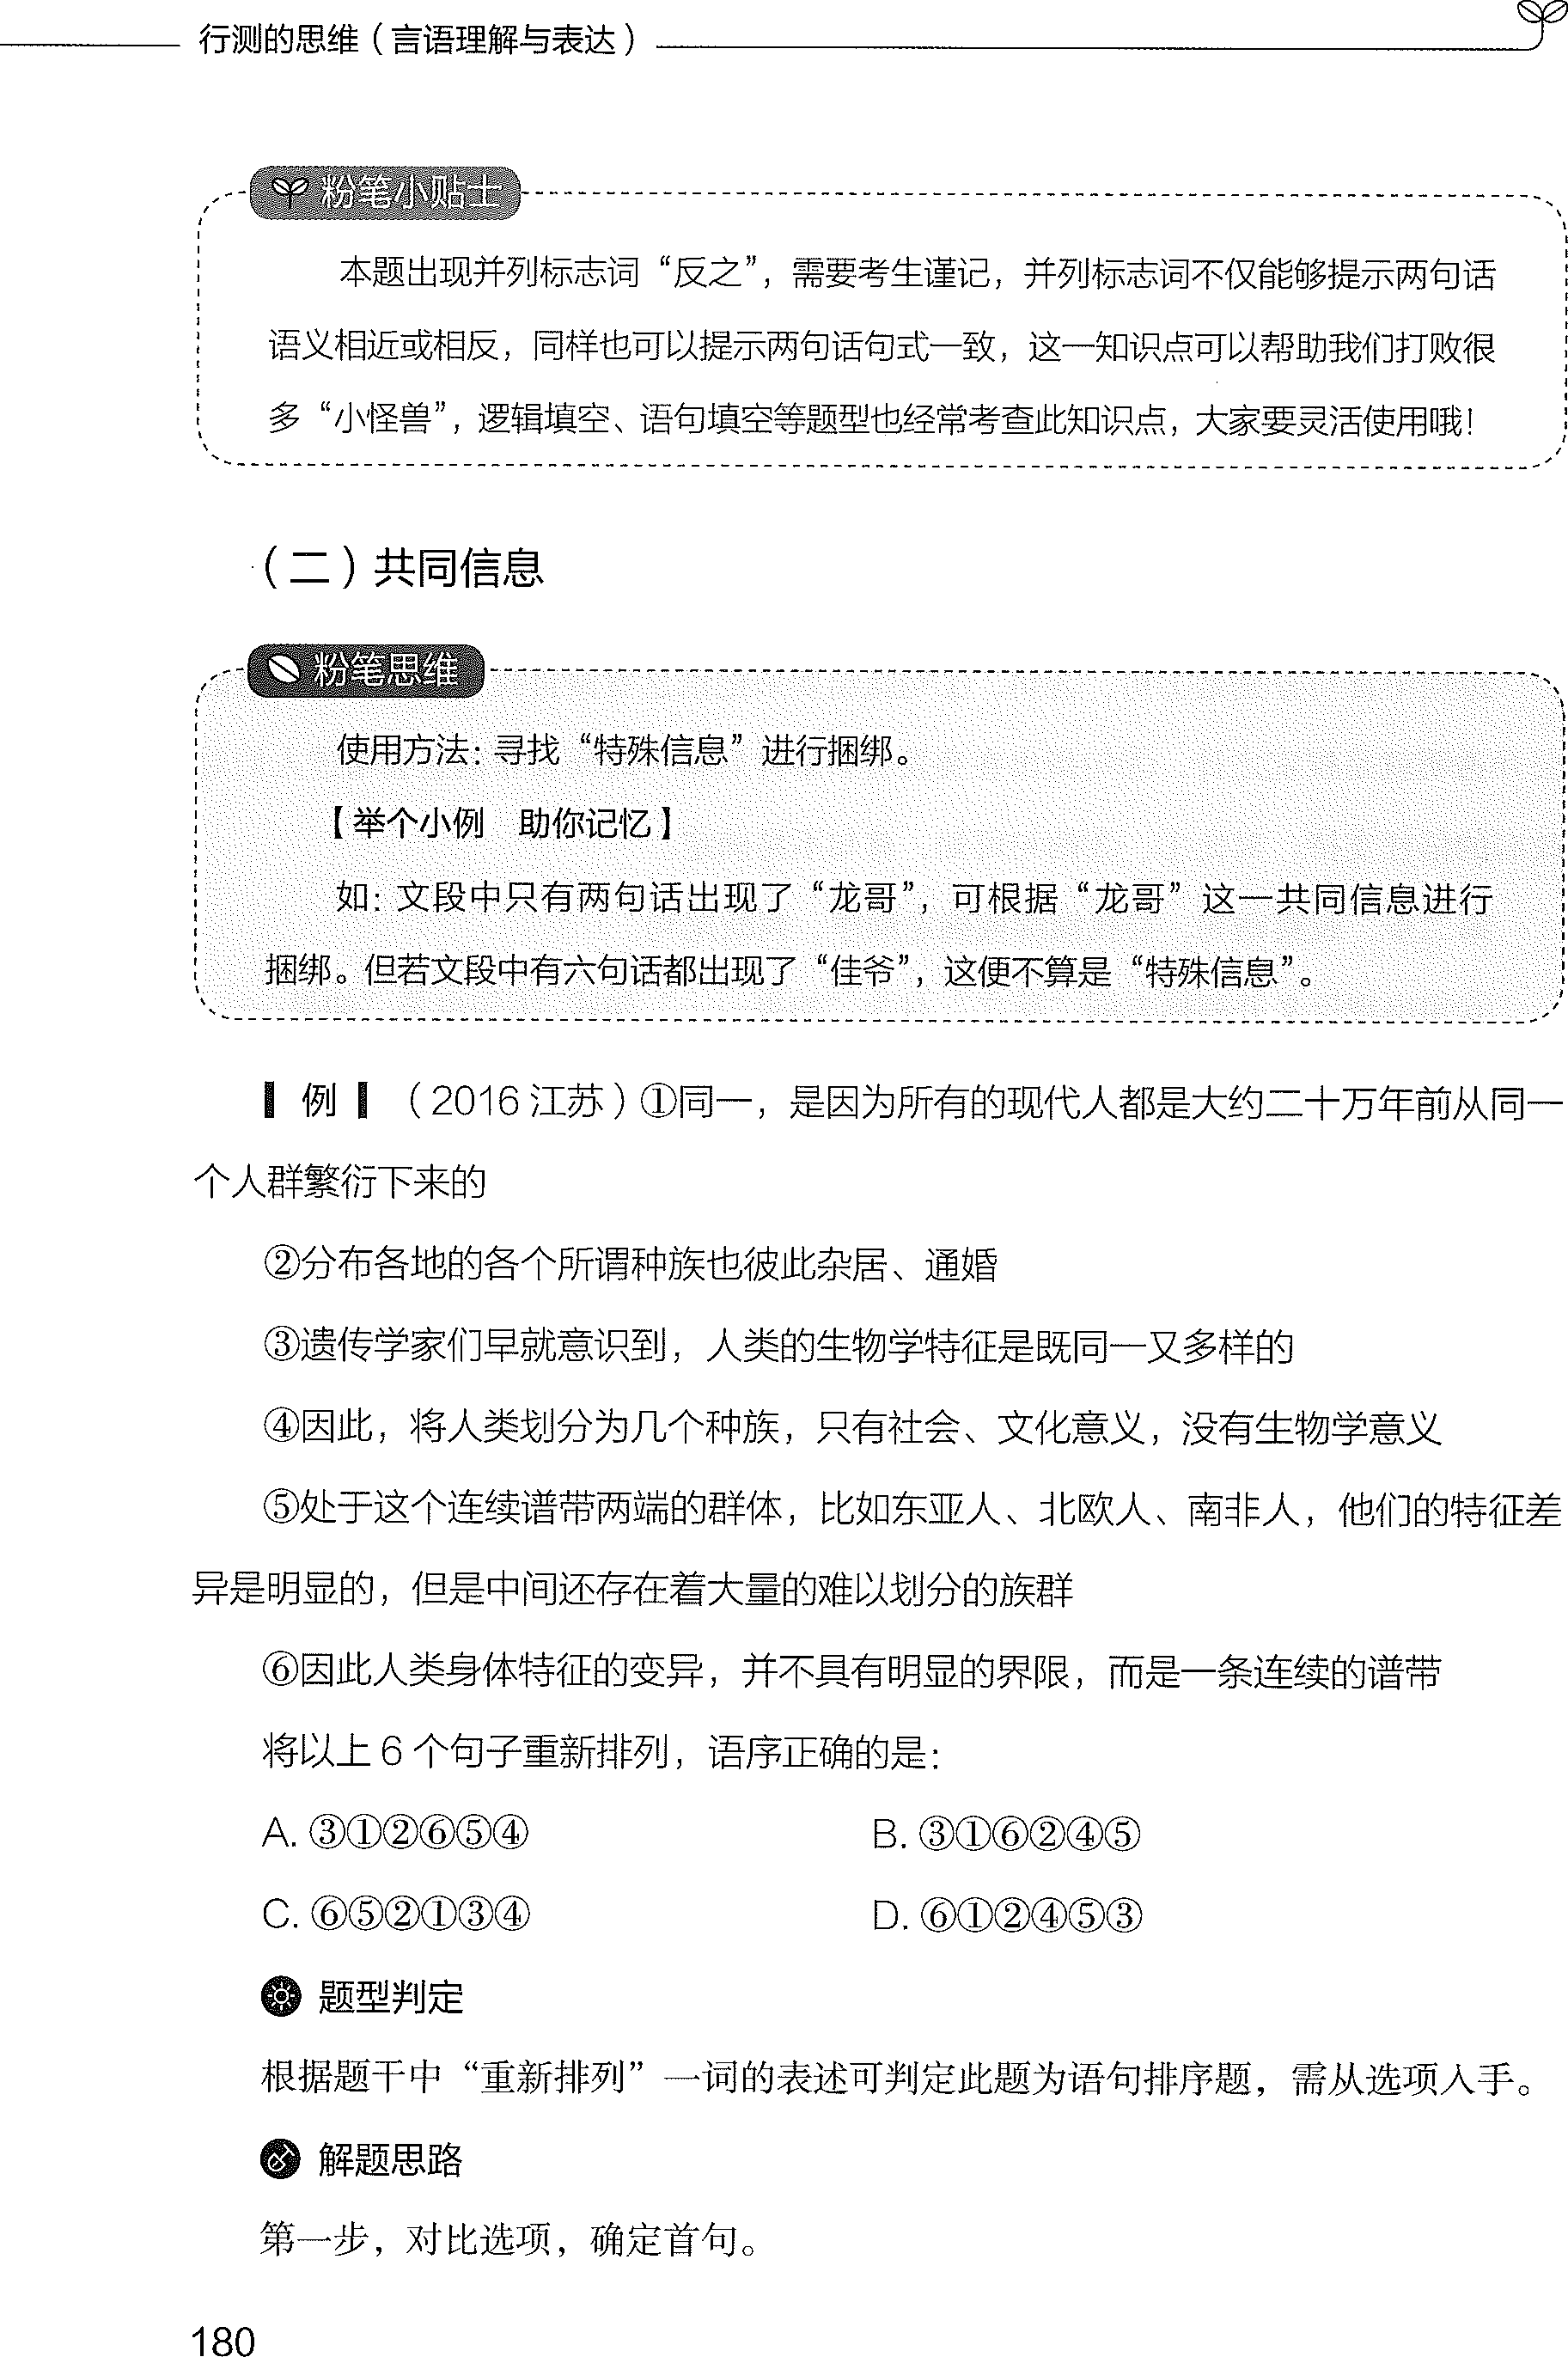 行测的思维（言语理解与表达）
粉笔小贴士
本题出现并列标志词“反之”，需要考生谨记，并列标志词不仅能够提示两句话
语义相近或相反，同样也可以提示两句话句式一致，这一知识点可以帮助我们打败很
多“小怪兽”，逻辑填空、语句填空等题型也经常考查此知识点，大家要灵活使用哦！
（二）共同信息
粉笔思维
使用方法：寻找“特殊信息”进行捆绑。
【举个小例　助你记忆】
如：文段中只有两句话出现了“龙哥”，可根据“龙哥”这一共同信息进行
捆绑。但若文段中有六句话都出现了“佳爷”，这便不算是“特殊信息”。
例 （2016 江苏）①同一，是因为所有的现代人都是大约二十万年前从同一
个人群繁衍下来的
②分布各地的各个所谓种族也彼此杂居、通婚
③遗传学家们早就意识到，人类的生物学特征是既同一又多样的
④因此，将人类划分为几个种族，只有社会、文化意义，没有生物学意义
⑤处于这个连续谱带两端的群体，比如东亚人、北欧人、南非人，他们的特征差
异是明显的，但是中间还存在着大量的难以划分的族群
⑥因此人类身体特征的变异，并不具有明显的界限，而是一条连续的谱带
将以上 6 个句子重新排列，语序正确的是：
A. ③①②⑥⑤④ B. ③①⑥②④⑤
C. ⑥⑤②①③④ D. ⑥①②④⑤③
题型判定
根据题干中“重新排列”一词的表述可判定此题为语句排序题，需从选项入手。
解题思路
第一步，对比选项，确定首句。
180